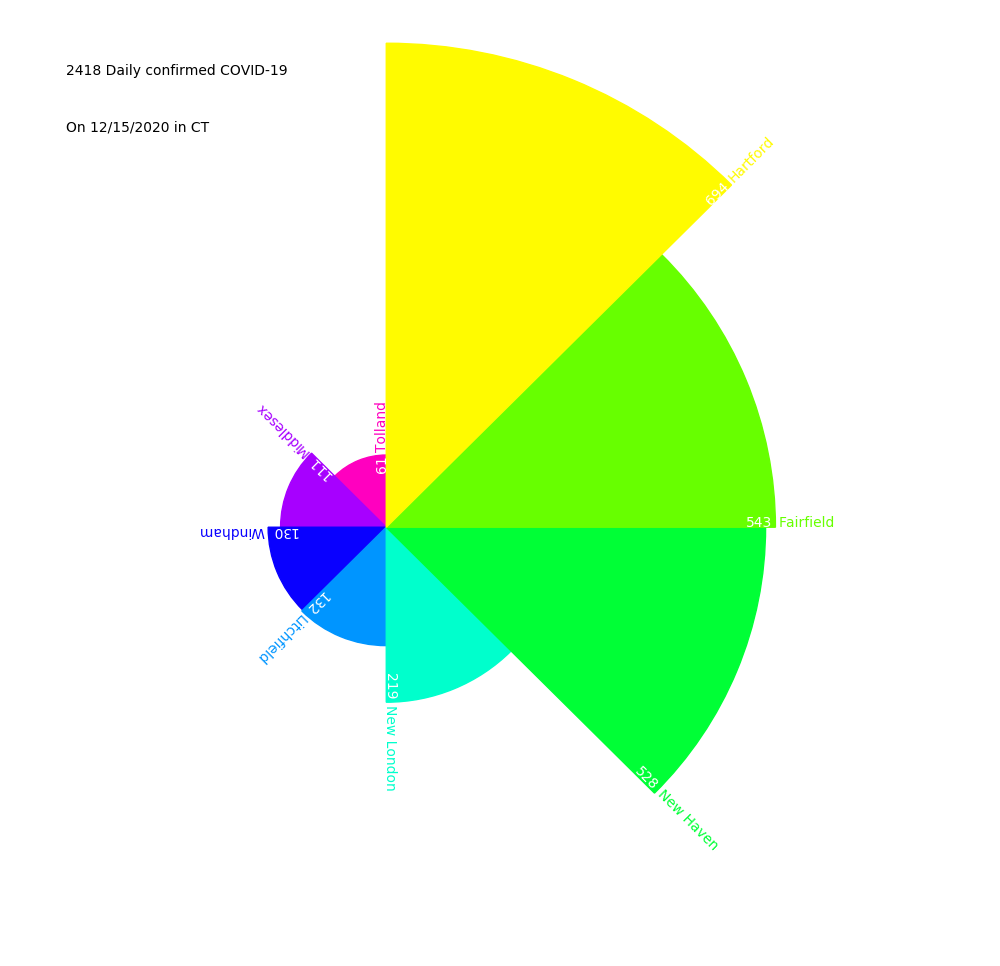 2418 Daily confirmed COVID-19
On 12/15/2020 in CT
694 Hartford
543 Fairfield
528 New Haven
219 New London
132 Litchfield
130 Windham
111 Middlesex
61 Tolland